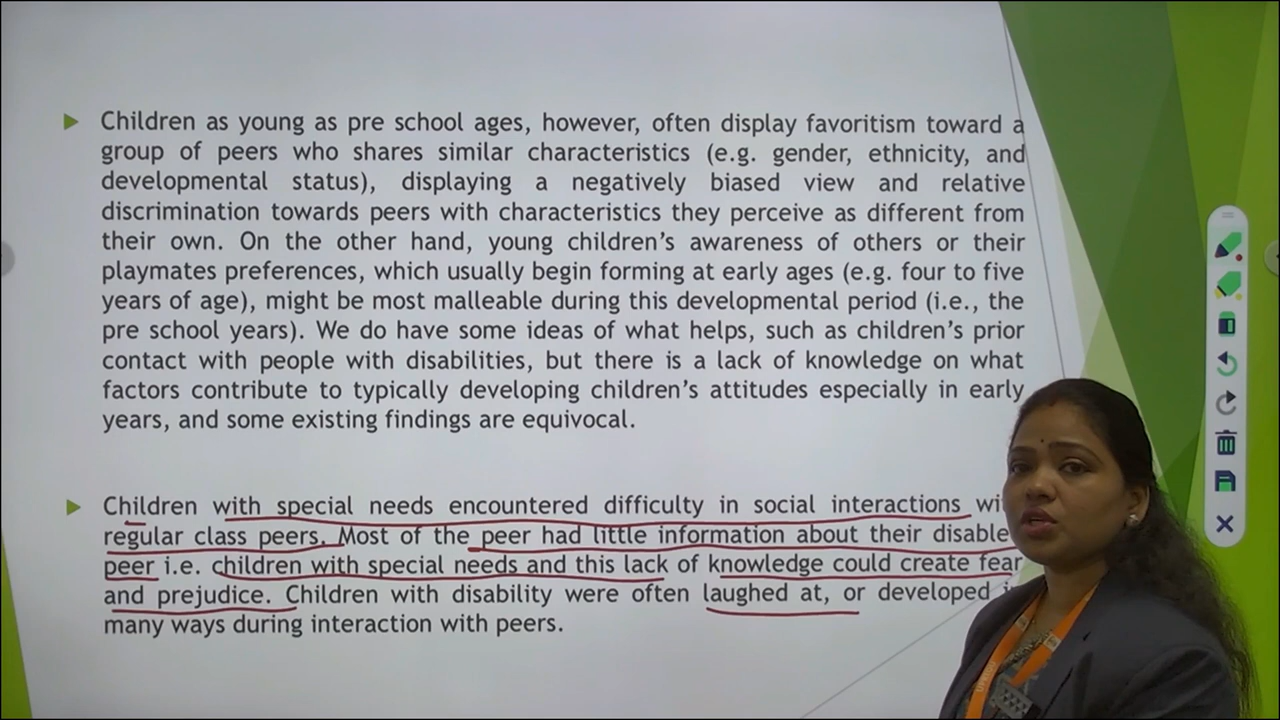 Children as young as pre school ages, however, often display favoritism toward a
group of peers who shares similar characteristics (e.g. gender, ethnicity, and
developmental status), displaying a negatively biased view and relative
discrimination towards peers with characteristics they perceive as different from
their own. On the other hand, young children's awareness of others or their
playmates preferences, which usually begin forming at early ages (e.g. four to five
years of age), might be most malleable during this developmental period (i.e., the
pre school years). We do have some ideas of what helps, such as children's prior
contact with people with disabilities, but there is a lack of knowledge on what
factors contribute to typically developing children's attitudes especially in early
years, and some existing findings are equivocal.
Children with special needs encountered difficulty in social interactions
regular class peers. Most of the peer had little information about their
peer i.e. children with special needs and this lack of knowledge could create fear
and prejudice. Children with disability were often laughed at, or developed
many ways during interaction with peers.